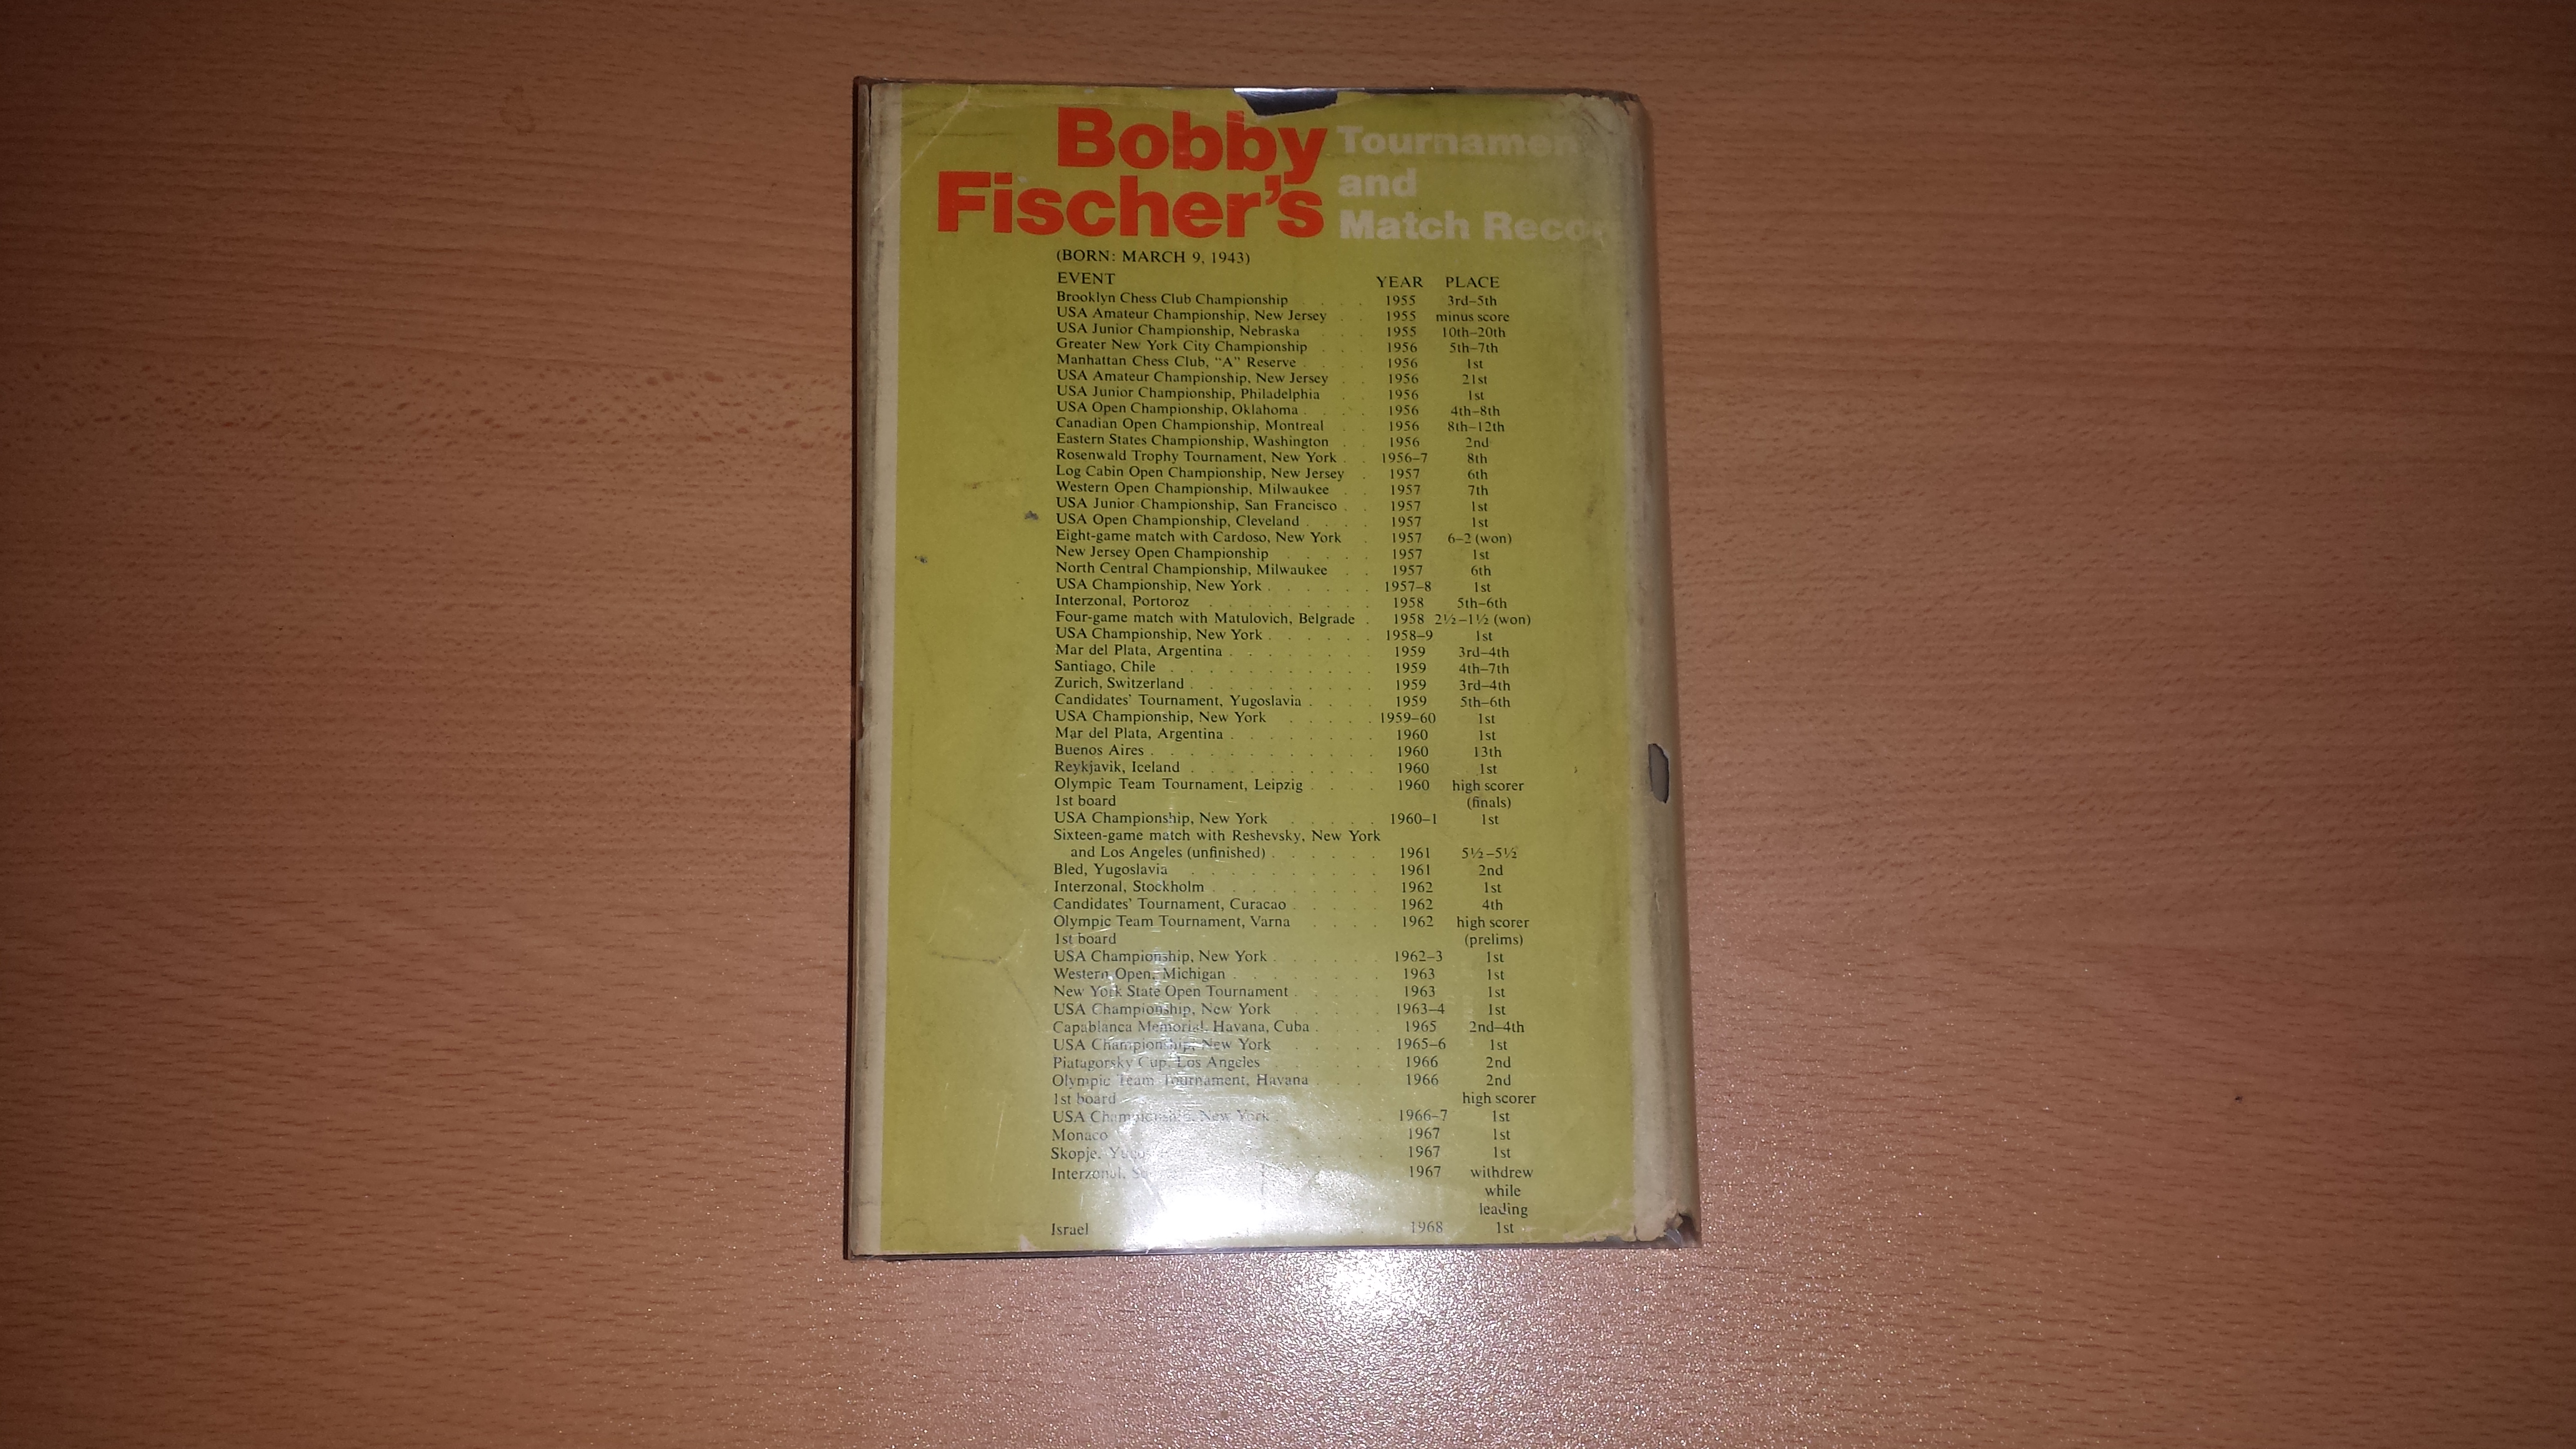 Bobby Tournamen
Fischer's and
Match Recor
(BORN: MARCH 9, 1943)
EVENT YEAR PLACE
Brooklyn Chess Club Championship . . . 1955 3rd–5th
USA Amateur Championship, New Jersey . . 1955 minus score
USA Junior Championship, Nebraska . . . 1955 10th–20th
Greater New York City Championship . . . 1956 5th–7th
Manhattan Chess Club, "A" Reserve . . . 1956 1st
USA Amateur Championship, New Jersey . . 1956 21st
USA Junior Championship, Philadelphia . . 1956 1st
USA Open Championship, Oklahoma . . . 1956 4th–8th
Canadian Open Championship, Montreal . . 1956 8th–12th
Eastern States Championship, Washington . . 1956 2nd
Rosenwald Trophy Tournament, New York . . 1956–7 8th
Log Cabin Open Championship, New Jersey . 1957 6th
Western Open Championship, Milwaukee . . 1957 7th
USA Junior Championship, San Francisco . . 1957 1st
USA Open Championship, Cleveland . . . . 1957 1st
Eight-game match with Cardoso, New York . 1957 6–2 (won)
New Jersey Open Championship . . . . 1957 1st
North Central Championship, Milwaukee . . 1957 6th
USA Championship, New York . . . . . 1957–8 1st
Interzonal, Portoroz . . . . . . . . 1958 5th–6th
Four-game match with Matulovich, Belgrade . 1958 2½–1½ (won)
USA Championship, New York . . . . . 1958–9 1st
Mar del Plata, Argentina . . . . . . . 1959 3rd–4th
Santiago, Chile . . . . . . . . . 1959 4th–7th
Zurich, Switzerland . . . . . . . . 1959 3rd–4th
Candidates' Tournament, Yugoslavia . . . . 1959 5th–6th
USA Championship, New York . . . . . 1959–60 1st
Mar del Plata, Argentina . . . . . . . 1960 1st
Buenos Aires . . . . . . . . . . 1960 13th
Reykjavik, Iceland . . . . . . . . . 1960 1st
Olympic Team Tournament, Leipzig . . . . 1960 high scorer
1st board (finals)
USA Championship, New York . . . . . 1960–1 1st
Sixteen-game match with Reshevsky, New York
and Los Angeles (unfinished) . . . . . . 1961 5½–5½
Bled, Yugoslavia . . . . . . . . . 1961 2nd
Interzonal, Stockholm . . . . . . . . 1962 1st
Candidates' Tournament, Curacao . . . . . 1962 4th
Olympic Team Tournament, Varna . . . . 1962 high scorer
1st board (prelims)
USA Championship, New York . . . . . . 1962–3 1st
Western Open, Michigan . . . . . . . 1963 1st
New York State Open Tournament . . . . . 1963 1st
USA Championship, New York . . . . . 1963–4 1st
Capablanca Memorial, Havana, Cuba . . . . 1965 2nd–4th
USA Championship, New York . . . . . 1965–6 1st
Piatagorsky Cup, Los Angeles . . . . . 1966 2nd
Olympic Team Tournament, Havana . . . . 1966 2nd
1st board high scorer
USA Championship, New York . . . . . 1966–7 1st
Monaco 1967 1st
Skopje, 1967 1st
Interzonal, 1967 withdrew
while
leading
Israel 1968 1st